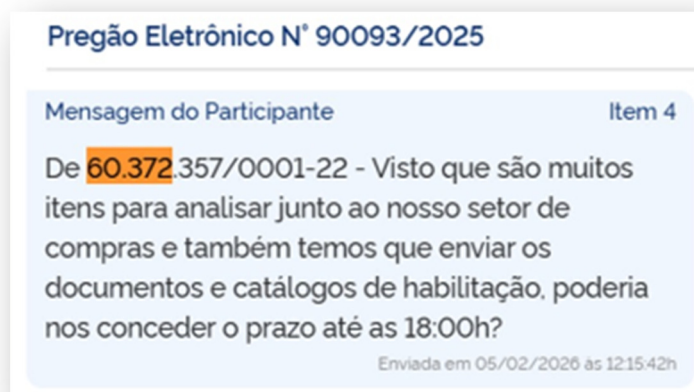 Pregão Eletrônico N° 90093/2025
Mensagem do Participante Item 4
De 60.372.357/0001-22 - Visto que são muitos
itens para analisar junto ao nosso setor de
compras e também temos que enviar os
documentos e catálogos de habilitação, poderia
nos conceder o prazo até as 18:00h?
Enviada em 05/02/2026 às 12:15:42h